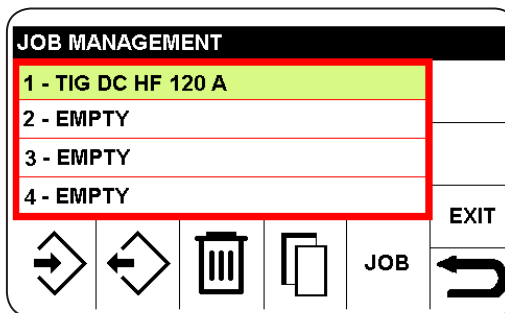 JOB MANAGEMENT
1 - TIG DC HF 120 A
2 - EMPTY
3 - EMPTY
4 - EMPTY
EXIT
JOB